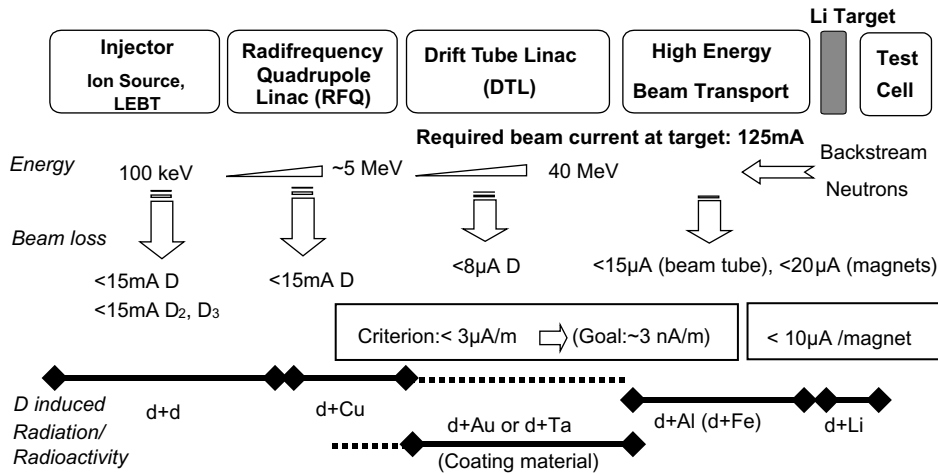 Li Target
Injector
Ion Source,
LEBT
Radifrequency
Quadrupole
Linac (RFQ)
Drift Tube Linac
(DTL)
High Energy
Beam Transport
Test
Cell
Required beam current at target: 125mA
Energy
100 keV
~5 MeV
40 MeV
Backstream
Neutrons
Beam loss
<15mA D
<15mA D₂, D₃
<15mA D
<8µA D
<15µA (beam tube), <20µA (magnets)
Criterion:< 3µA/m
(Goal:~3 nA/m)
< 10µA /magnet
D induced
Radiation/
Radioactivity
d+d
d+Cu
d+Au or d+Ta
(Coating material)
d+Al (d+Fe)
d+Li